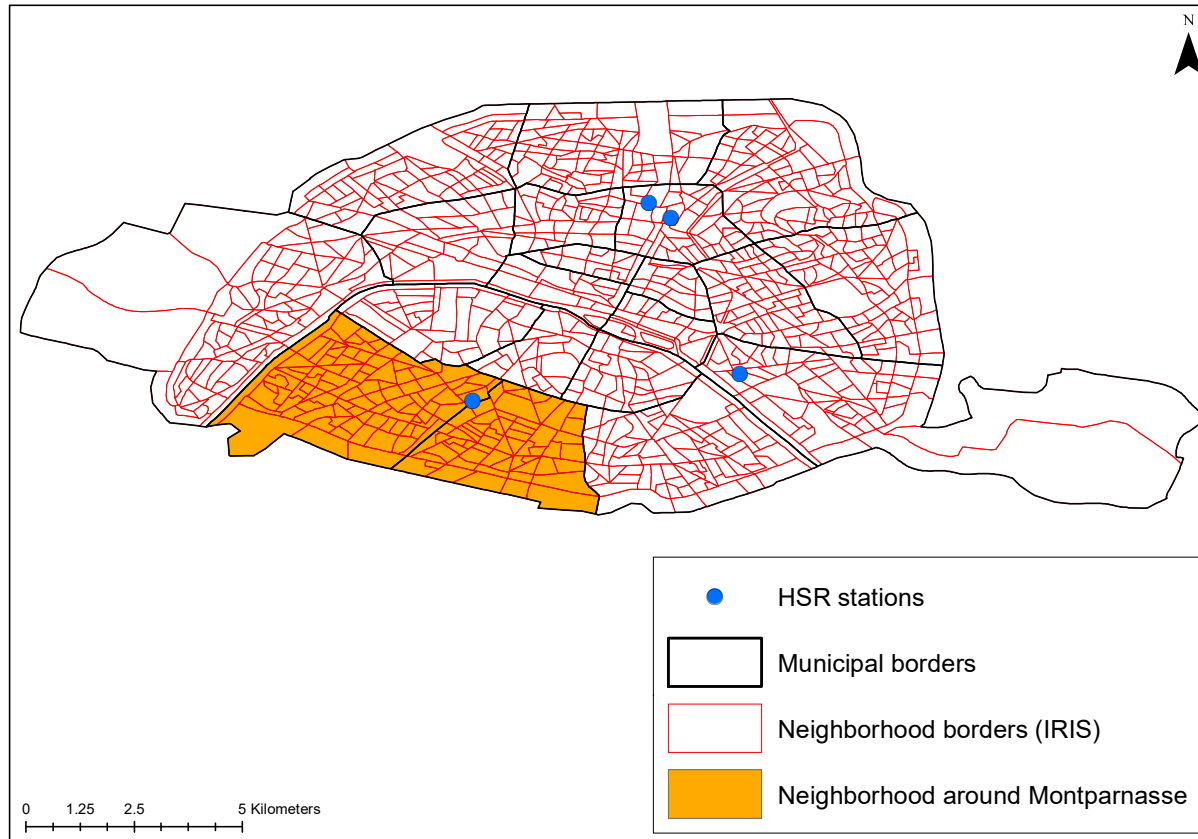 N
HSR stations
Municipal borders
Neighborhood borders (IRIS)
Neighborhood around Montparnasse
0 1.25 2.5 5 Kilometers